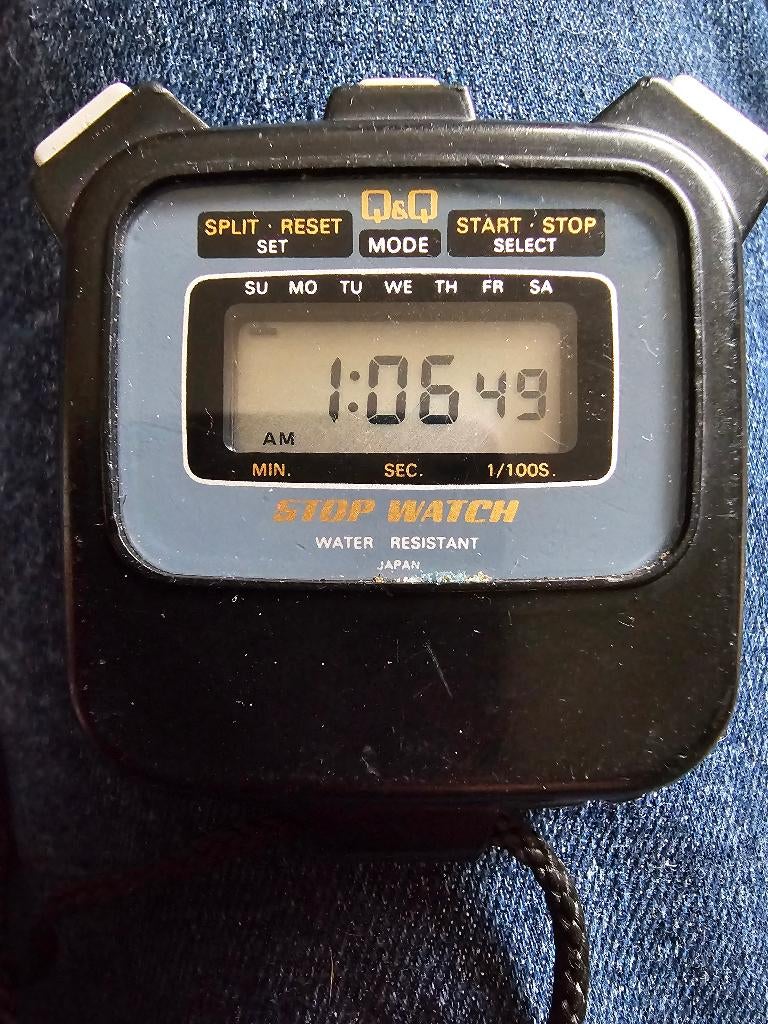 Q&Q
SPLIT · RESET
SET
MODE
START · STOP
SELECT
SU MO TU WE TH FR SA
1:06 49
AM
MIN. SEC. 1/100S.
STOP WATCH
WATER RESISTANT
JAPAN